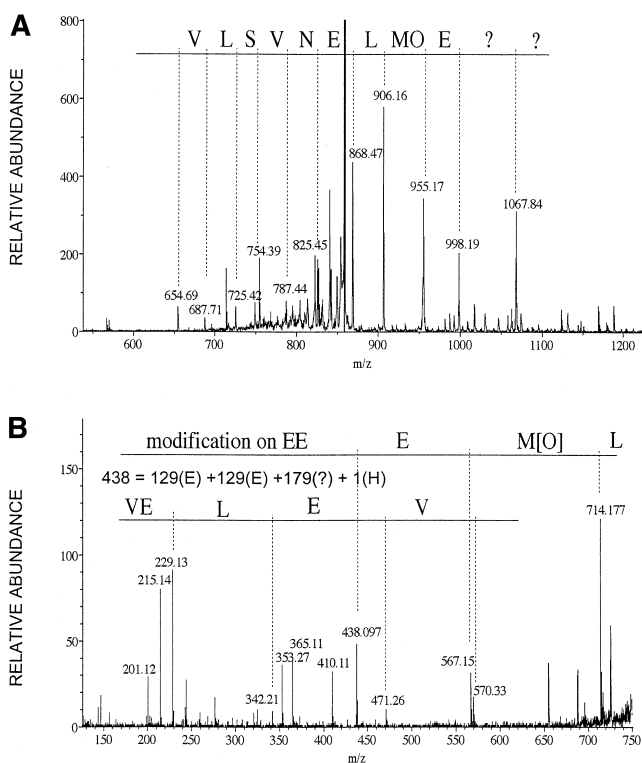 A
RELATIVE ABUNDANCE
800
600
400
200
0
V L S V N E L MO E ? ?
906.16
868.47
955.17
1067.84
998.19
825.45
754.39
787.44
725.42
654.69
687.71
600 700 800 900 1000 1100 1200
m/z
B
RELATIVE ABUNDANCE
150
100
50
0
modification on EE E M[O] L
438 = 129(E) +129(E) +179(?) + 1(H)
VE L E V
714.177
229.13
215.14
438.097
365.11
353.27
410.11
567.15
570.33
201.12
342.21
471.26
150 200 250 300 350 400 450 500 550 600 650 700 750
m/z